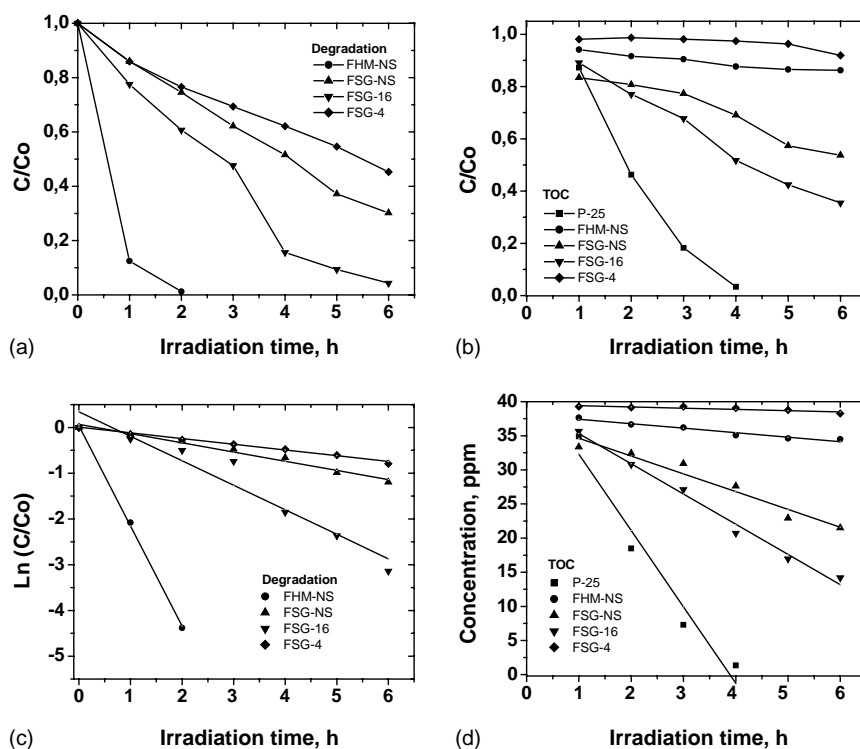 1,0
0,8
0,6
0,4
0,2
0,0
C/Co
Degradation
FHM-NS
FSG-NS
FSG-16
FSG-4
0 1 2 3 4 5 6
(a) Irradiation time, h
1,0
0,8
0,6
0,4
0,2
0,0
C/Co
TOC
P-25
FHM-NS
FSG-NS
FSG-16
FSG-4
0 1 2 3 4 5 6
(b) Irradiation time, h
0
-1
-2
-3
-4
-5
Ln (C/Co)
Degradation
FHM-NS
FSG-NS
FSG-16
FSG-4
0 1 2 3 4 5 6
(c) Irradiation time, h
40
35
30
25
20
15
10
5
0
Concentration, ppm
TOC
P-25
FHM-NS
FSG-NS
FSG-16
FSG-4
0 1 2 3 4 5 6
(d) Irradiation time, h